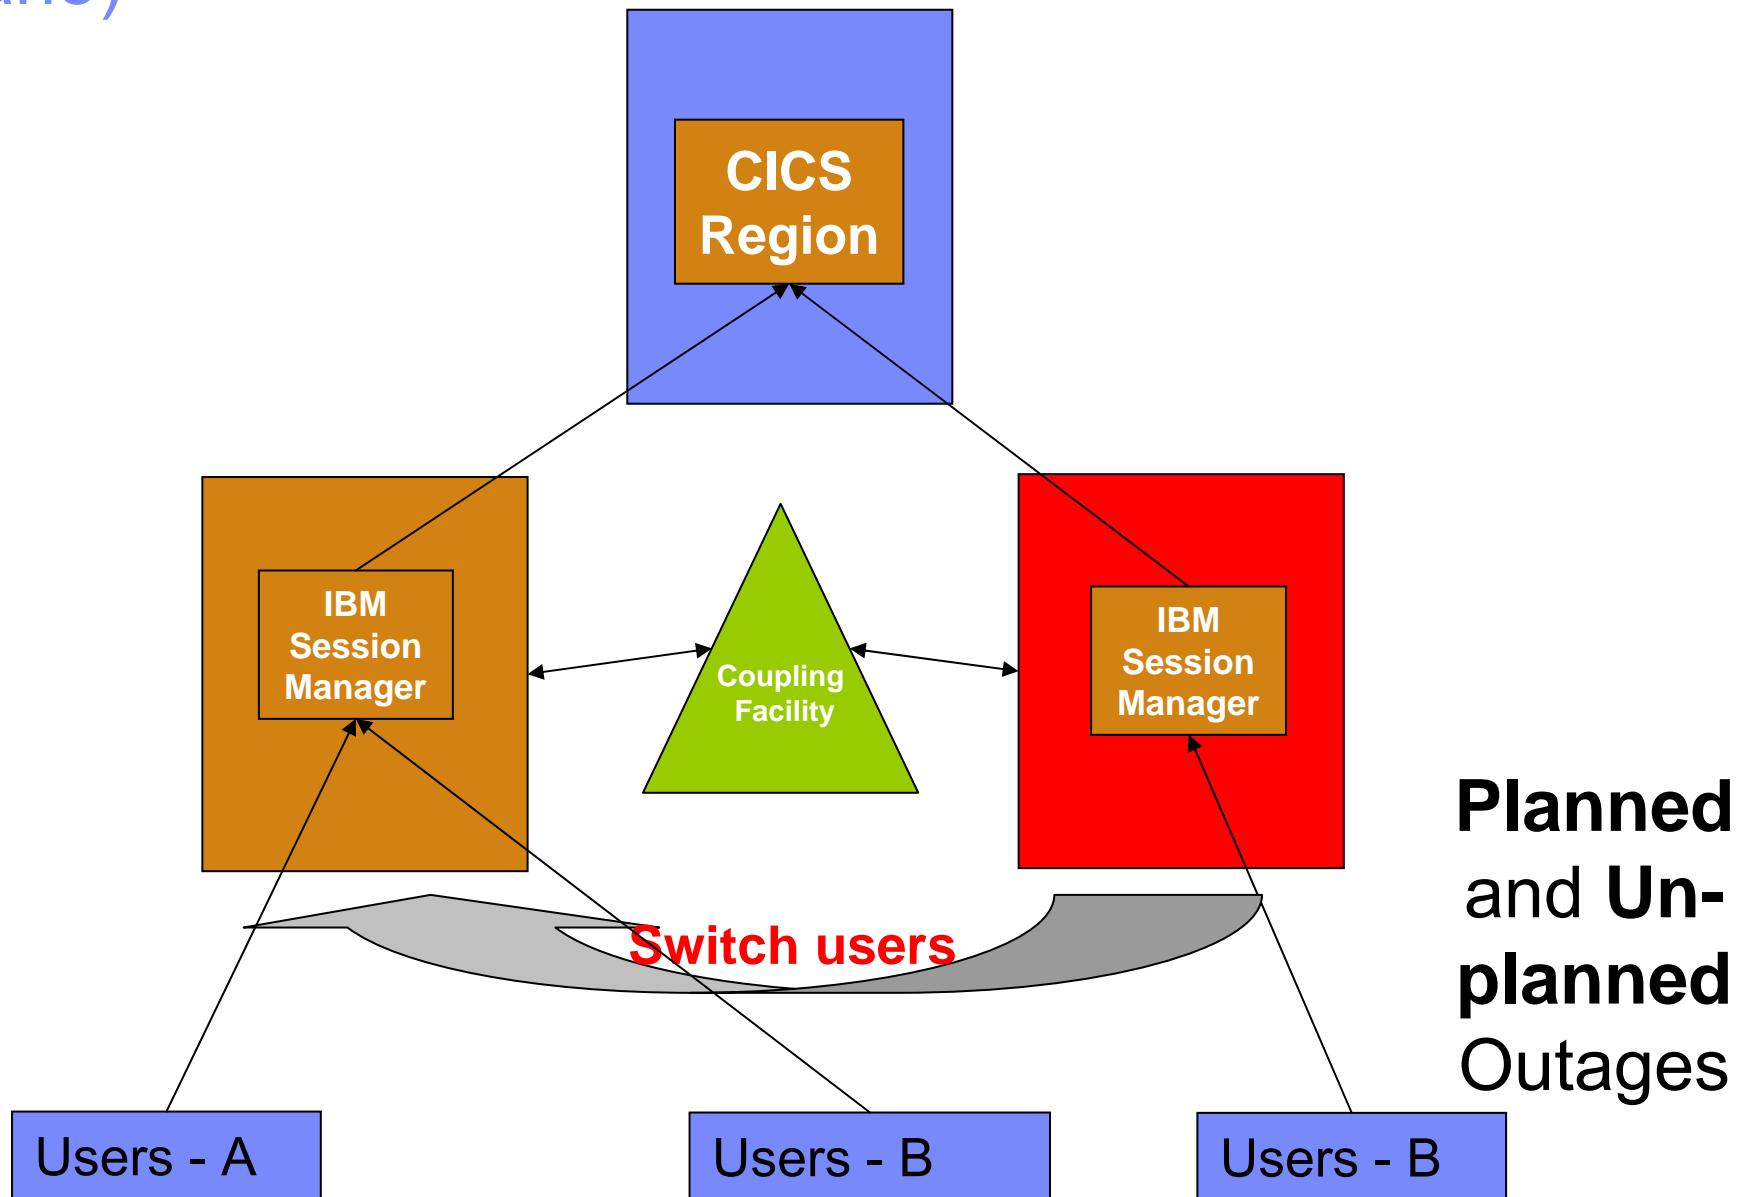 CICS
Region
IBM
Session
Manager
Coupling
Facility
IBM
Session
Manager
Planned
and Un-
planned
Outages
Switch users
Users - A
Users - B
Users - B